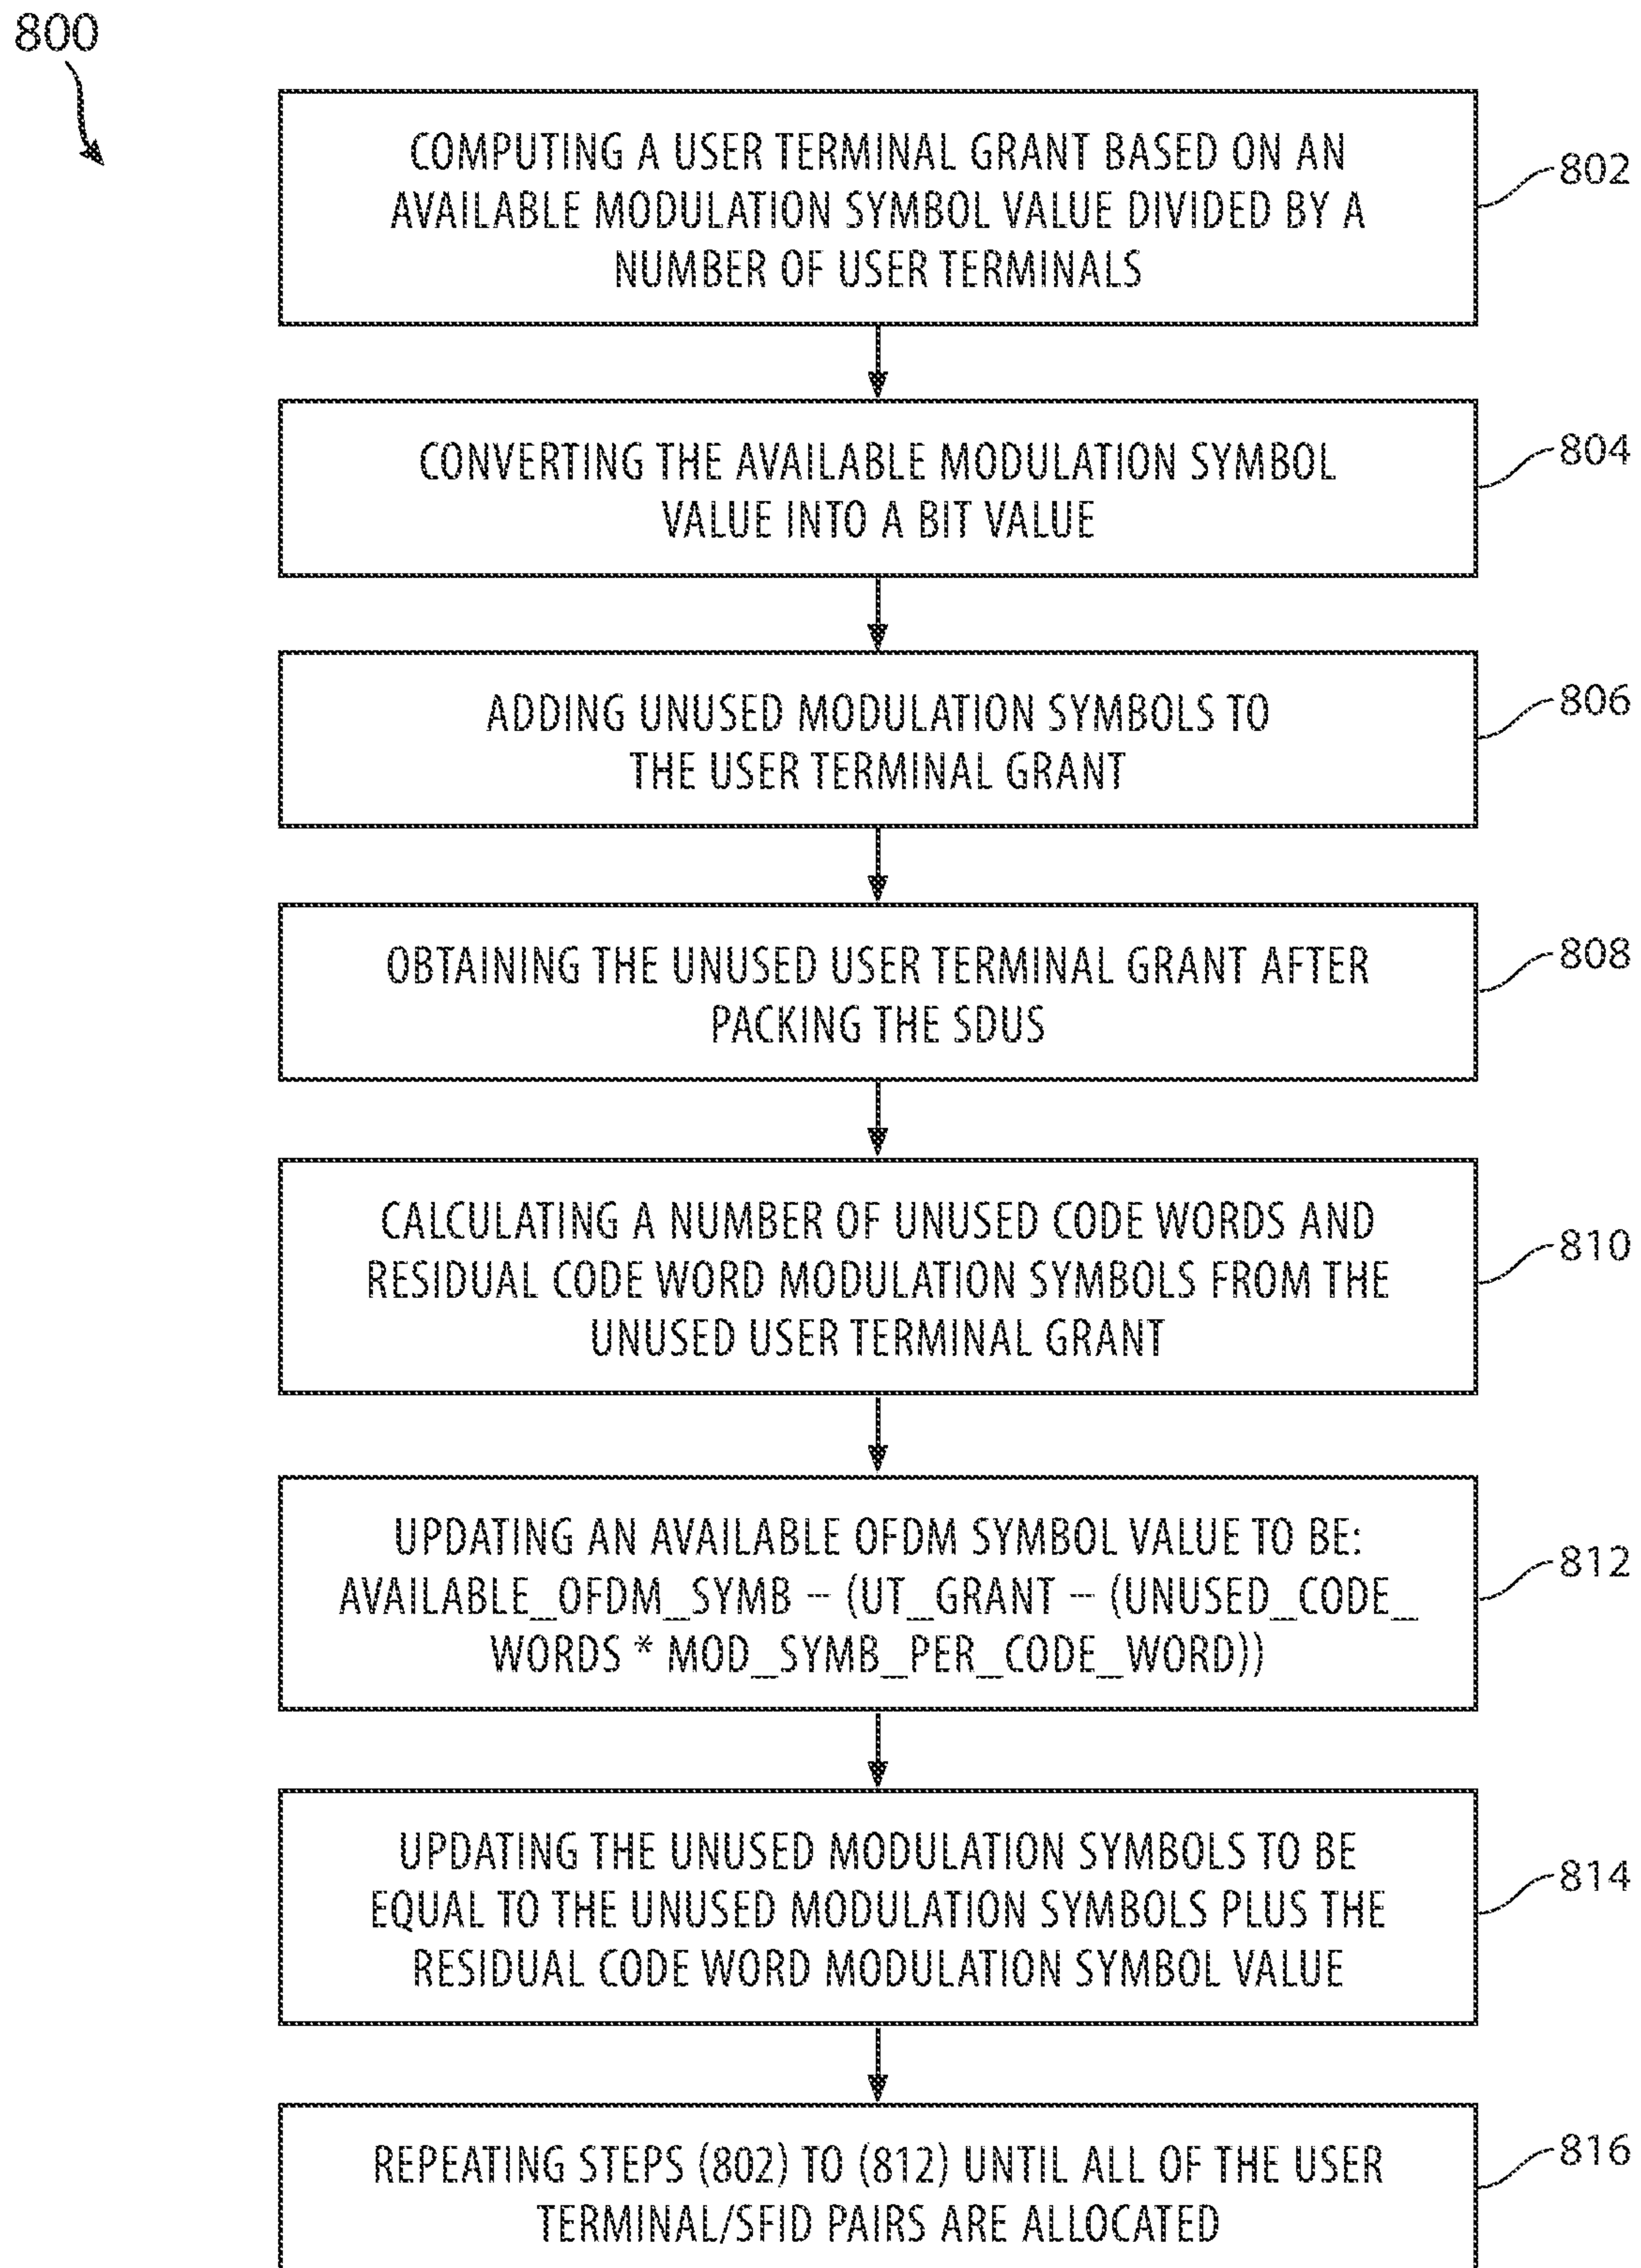 800
COMPUTING A USER TERMINAL GRANT BASED ON AN
AVAILABLE MODULATION SYMBOL VALUE DIVIDED BY A
NUMBER OF USER TERMINALS
802
CONVERTING THE AVAILABLE MODULATION SYMBOL
VALUE INTO A BIT VALUE
804
ADDING UNUSED MODULATION SYMBOLS TO
THE USER TERMINAL GRANT
806
OBTAINING THE UNUSED USER TERMINAL GRANT AFTER
PACKING THE SDUS
808
CALCULATING A NUMBER OF UNUSED CODE WORDS AND
RESIDUAL CODE WORD MODULATION SYMBOLS FROM THE
UNUSED USER TERMINAL GRANT
810
UPDATING AN AVAILABLE OFDM SYMBOL VALUE TO BE:
AVAILABLE_OFDM_SYMB – (UT_GRANT – (UNUSED_CODE_
WORDS * MOD_SYMB_PER_CODE_WORD))
812
UPDATING THE UNUSED MODULATION SYMBOLS TO BE
EQUAL TO THE UNUSED MODULATION SYMBOLS PLUS THE
RESIDUAL CODE WORD MODULATION SYMBOL VALUE
814
REPEATING STEPS (802) TO (812) UNTIL ALL OF THE USER
TERMINAL/SFID PAIRS ARE ALLOCATED
816